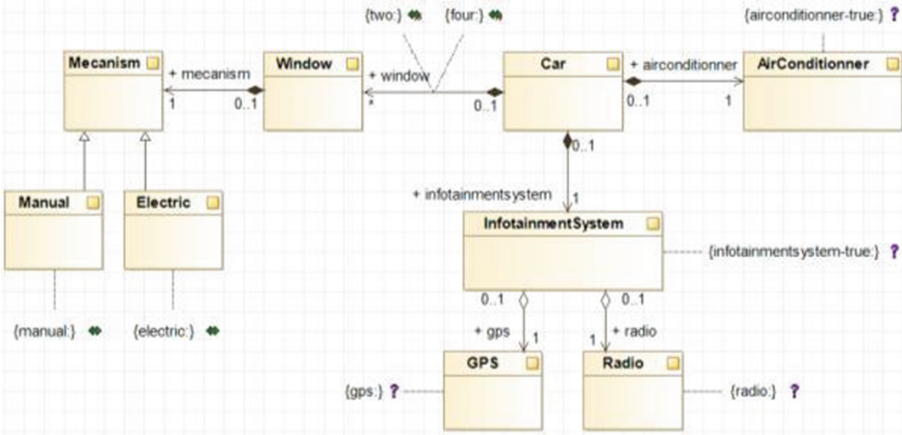 {two:} {four:} {airconditionner-true:} ?
Mecanism Window Car AirConditionner
+ mecanism + window + airconditionner
1 0..1 * 0..1 0..1 1
0..1
Manual Electric + infotainmentsystem 1
InfotainmentSystem
{infotainmentsystem-true:} ?
0..1 0..1
{manual:} {electric:} + gps 1 1 + radio
GPS Radio
{gps:} ? {radio:} ?